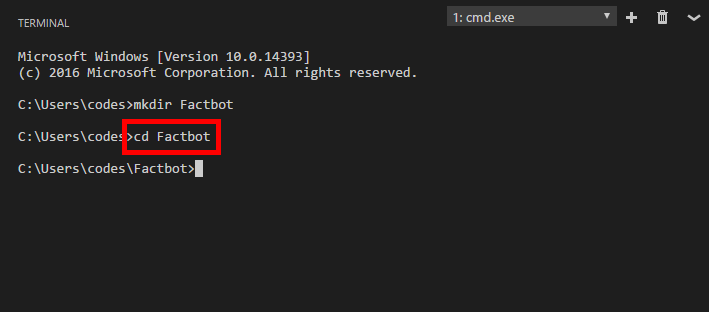 TERMINAL
1: cmd.exe
Microsoft Windows [Version 10.0.14393]
(c) 2016 Microsoft Corporation. All rights reserved.
C:\Users\codes>mkdir Factbot
C:\Users\codes>cd Factbot
C:\Users\codes\Factbot>